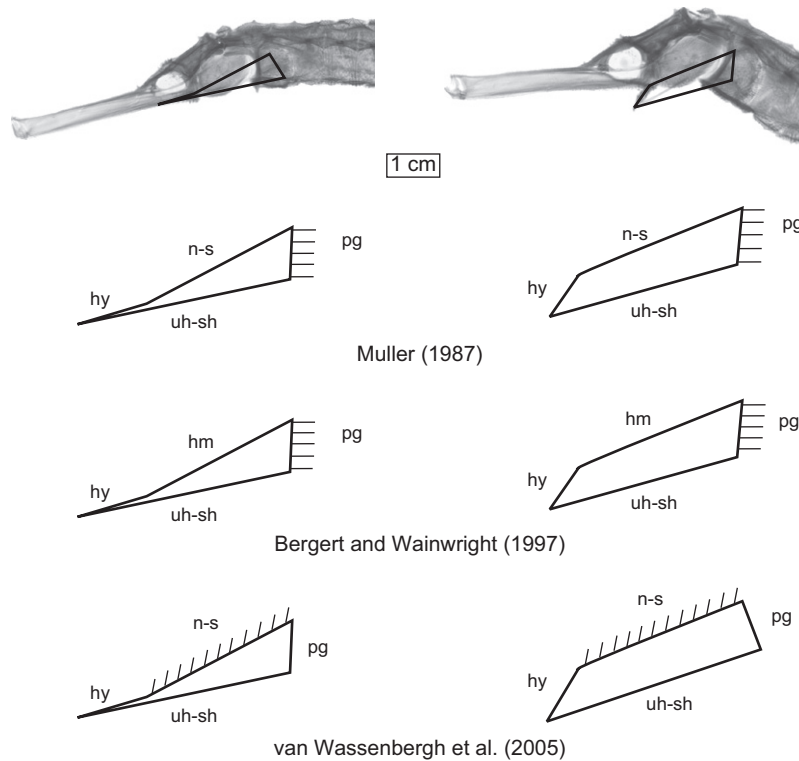 1 cm
n-s pg n-s pg
hy hy
uh-sh uh-sh
Muller (1987)
hm pg hm pg
hy hy
uh-sh uh-sh
Bergert and Wainwright (1997)
n-s n-s
pg pg
hy hy
uh-sh uh-sh
van Wassenbergh et al. (2005)